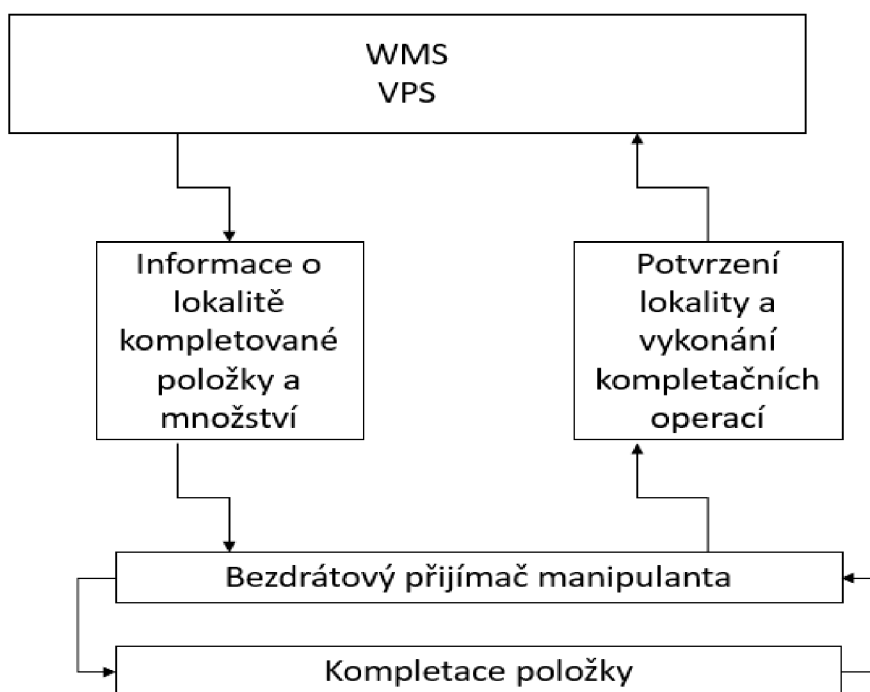 WMS
VPS
Informace o
lokalitě
kompletované
položky a
množství
Potvrzení
lokality a
vykonání
kompletačních
operací
Bezdrátový přijímač manipulanta
Kompletace položky